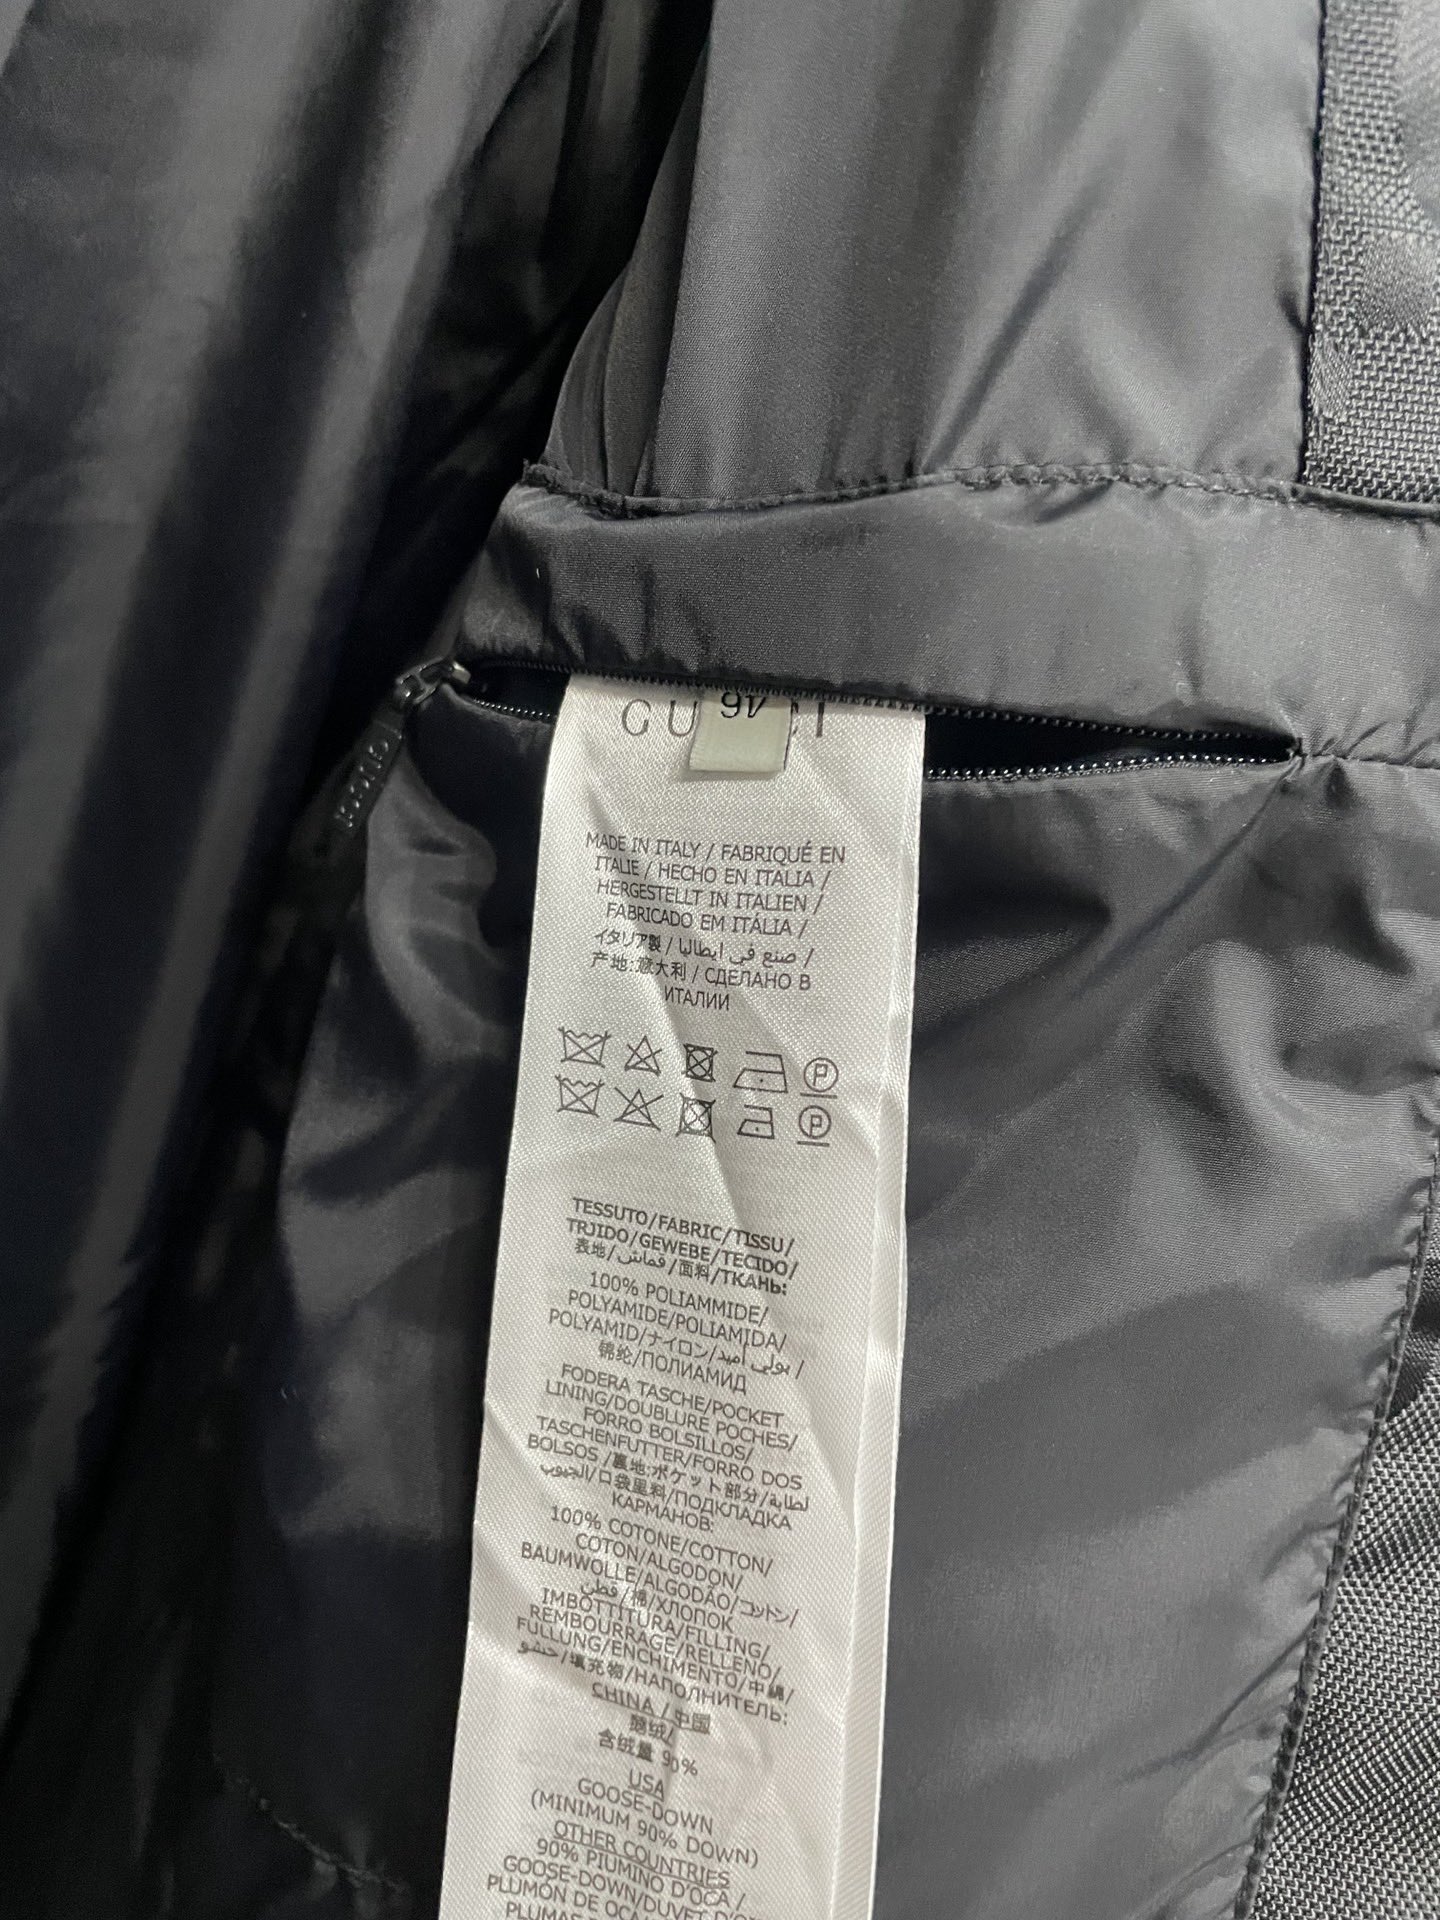 GUCCI
46
GUCCI
MADE IN ITALY / FABRIQUÉ EN
ITALIE / HECHO EN ITALIA /
HERGESTELLT IN ITALIEN /
FABRICADO EM ITÁLIA /
イタリア製 / صنع في ايطاليا /
产地:意大利 / СДЕЛАНО В
ИТАЛИИ
P
P
TESSUTO/FABRIC/TISSU/
TEJIDO/GEWEBE/TECIDO/
表地/قماش/面料/ТКАНЬ:
100% POLIAMMIDE/
POLYAMIDE/POLIAMIDA/
POLYAMID/ナイロン/بولي أميد /
锦纶/ПОЛИАМИД
FODERA TASCHE/POCKET
LINING/DOUBLURE POCHES/
FORRO BOLSILLOS/
TASCHENFUTTER/FORRO DOS
BOLSOS /裏地:ポケット部分/لطابة
الجيوب/口袋里料/ПОДКЛАДКА
КАРМАНОВ:
100% COTONE/COTTON/
COTON/ALGODON/
BAUMWOLLE/ALGODÃO/コットン/
قطن/棉/ХЛОПОК
IMBOTTITURA/FILLING/
REMBOURRAGE/RELLENO/
FULLUNG/ENCHIMENTO/中綿/
حشو/填充物/НАПОЛНИТЕЛЬ:
CHINA / 中国
鹅绒/
含绒量 90%
USA
GOOSE-DOWN
(MINIMUM 90% DOWN)
OTHER COUNTRIES
90% PIUMINO D'OCA /
GOOSE-DOWN/DUVET D'O
PLUMÓN DE OCA
PLUMAS